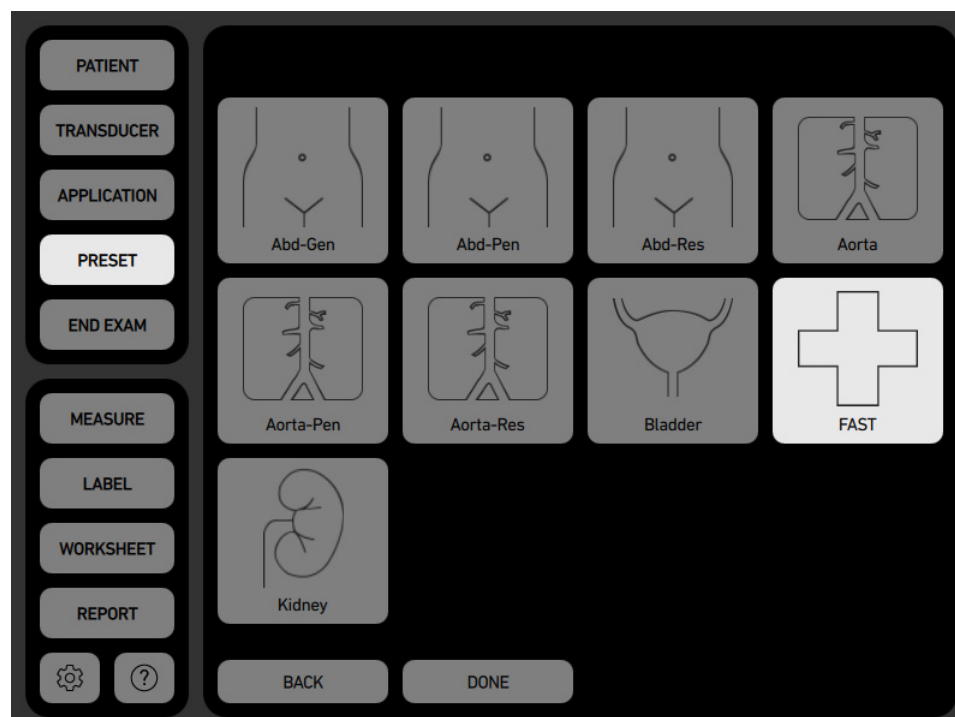 PATIENT
TRANSDUCER
APPLICATION
PRESET
END EXAM
MEASURE
LABEL
WORKSHEET
REPORT
?
Abd-Gen
Abd-Pen
Abd-Res
Aorta
Aorta-Pen
Aorta-Res
Bladder
FAST
Kidney
BACK
DONE